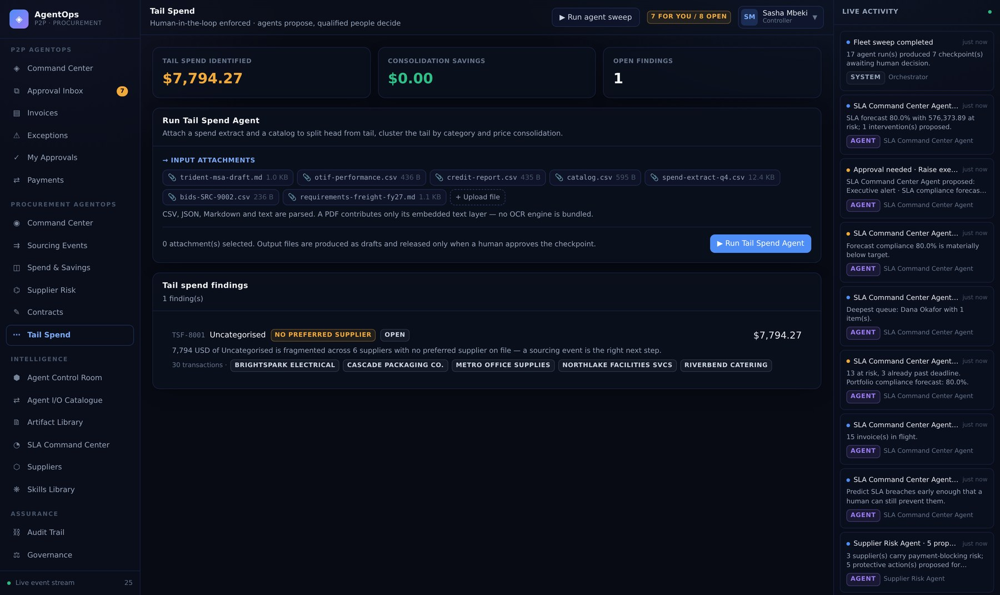 AgentOps
P2P · PROCUREMENT
P2P AGENTOPS
Command Center
Approval Inbox 7
Invoices
Exceptions
My Approvals
Payments
PROCUREMENT AGENTOPS
Command Center
Sourcing Events
Spend & Savings
Supplier Risk
Contracts
Tail Spend
INTELLIGENCE
Agent Control Room
Agent I/O Catalogue
Artifact Library
SLA Command Center
Suppliers
Skills Library
ASSURANCE
Audit Trail
Governance
Live event stream 25
Tail Spend
Human-in-the-loop enforced · agents propose, qualified people decide
▶ Run agent sweep
7 FOR YOU / 8 OPEN
SM
Sasha Mbeki
Controller
▼
TAIL SPEND IDENTIFIED
$7,794.27
CONSOLIDATION SAVINGS
$0.00
OPEN FINDINGS
1
Run Tail Spend Agent
Attach a spend extract and a catalog to split head from tail, cluster the tail by category and price consolidation.
→ INPUT ATTACHMENTS
trident-msa-draft.md 1.0 KB
otif-performance.csv 436 B
credit-report.csv 435 B
catalog.csv 595 B
spend-extract-q4.csv 12.4 KB
bids-SRC-9002.csv 236 B
requirements-freight-fy27.md 1.1 KB
+ Upload file
CSV, JSON, Markdown and text are parsed. A PDF contributes only its embedded text layer — no OCR engine is bundled.
0 attachment(s) selected. Output files are produced as drafts and released only when a human approves the checkpoint.
▶ Run Tail Spend Agent
Tail spend findings
1 finding(s)
TSF-8001 Uncategorised NO PREFERRED SUPPLIER OPEN $7,794.27
7,794 USD of Uncategorised is fragmented across 6 suppliers with no preferred supplier on file — a sourcing event is the right next step.
30 transactions · BRIGHTSPARK ELECTRICAL CASCADE PACKAGING CO. METRO OFFICE SUPPLIES NORTHLAKE FACILITIES SVCS RIVERBEND CATERING
LIVE ACTIVITY
Fleet sweep completed just now
17 agent run(s) produced 7 checkpoint(s)
awaiting human decision.
SYSTEM Orchestrator
SLA Command Center Agent… just now
SLA forecast 80.0% with 576,373.89 at
risk; 1 intervention(s) proposed.
AGENT SLA Command Center Agent
Approval needed · Raise exe… just now
SLA Command Center Agent proposed:
Executive alert · SLA compliance forecas…
AGENT SLA Command Center Agent
SLA Command Center Agent… just now
Forecast compliance 80.0% is materially
below target.
AGENT SLA Command Center Agent
SLA Command Center Agent… just now
Deepest queue: Dana Okafor with 1
item(s).
AGENT SLA Command Center Agent
SLA Command Center Agent… just now
13 at risk, 3 already past deadline.
Portfolio compliance forecast: 80.0%.
AGENT SLA Command Center Agent
SLA Command Center Agent… just now
15 invoice(s) in flight.
AGENT SLA Command Center Agent
SLA Command Center Agent… just now
Predict SLA breaches early enough that a
human can still prevent them.
AGENT SLA Command Center Agent
Supplier Risk Agent · 5 prop… just now
3 supplier(s) carry payment-blocking risk;
5 protective action(s) proposed for…
AGENT Supplier Risk Agent